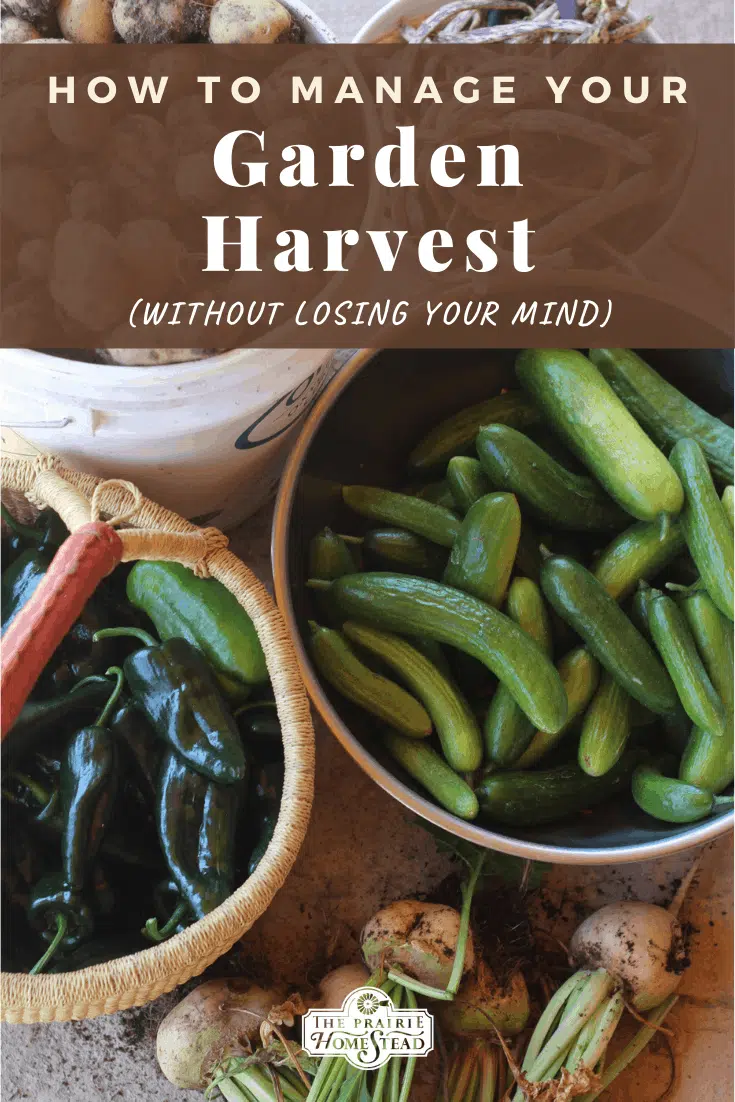 HOW TO MANAGE YOUR
Garden
Harvest
(WITHOUT LOSING YOUR MIND)
THE PRAIRIE
HOMESTEAD